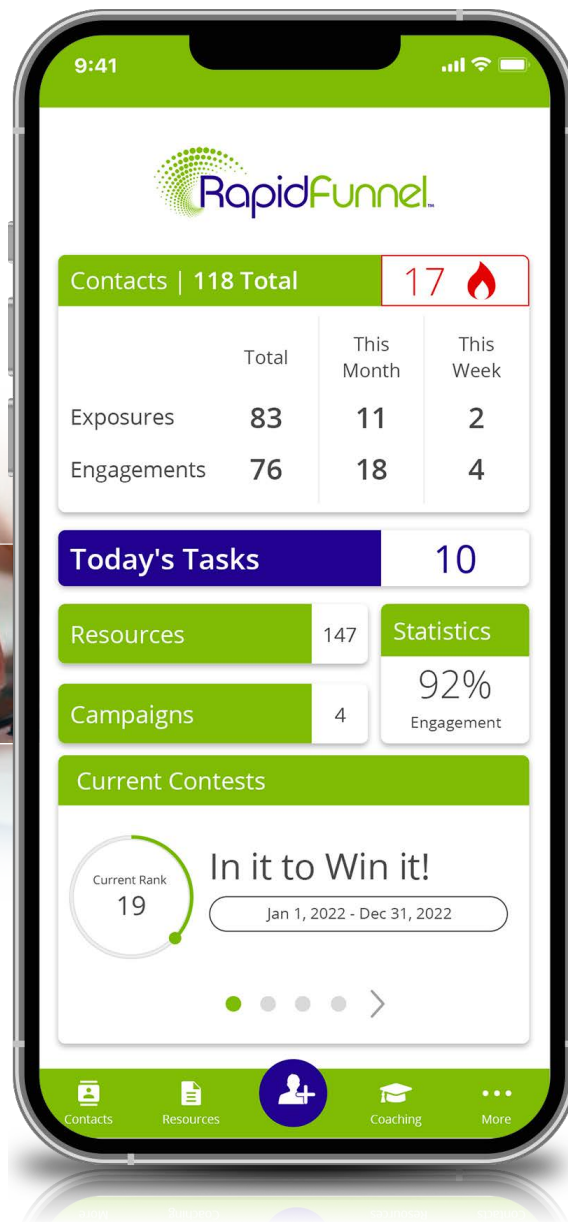 9:41
RapidFunnel™
Contacts | 118 Total 17
Total This Month This Week
Exposures 83 11 2
Engagements 76 18 4
Today's Tasks 10
Resources 147
Statistics
92%
Engagement
Campaigns 4
Current Contests
Current Rank
19
In it to Win it!
Jan 1, 2022 - Dec 31, 2022
Contacts Resources Coaching More